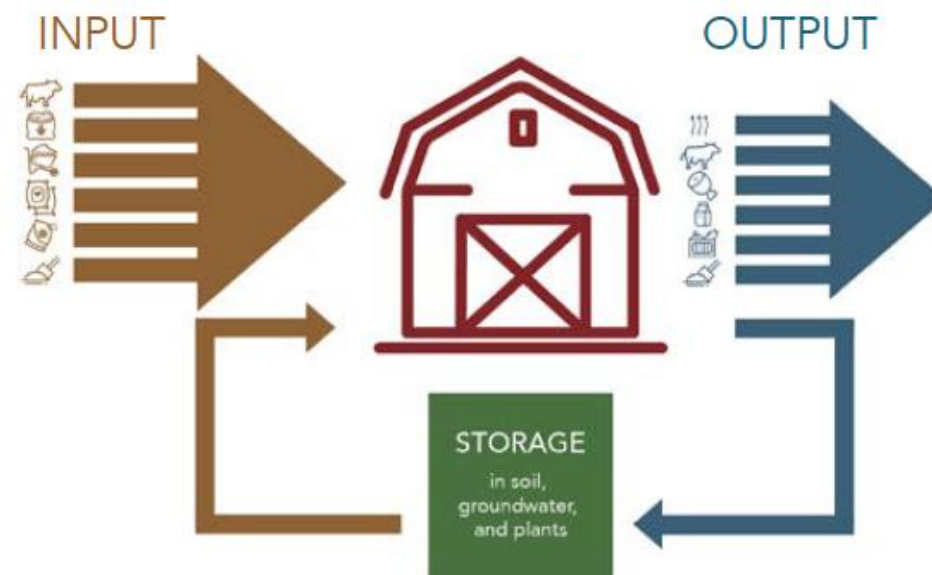 INPUT
OUTPUT
STORAGE
in soil,
groundwater,
and plants